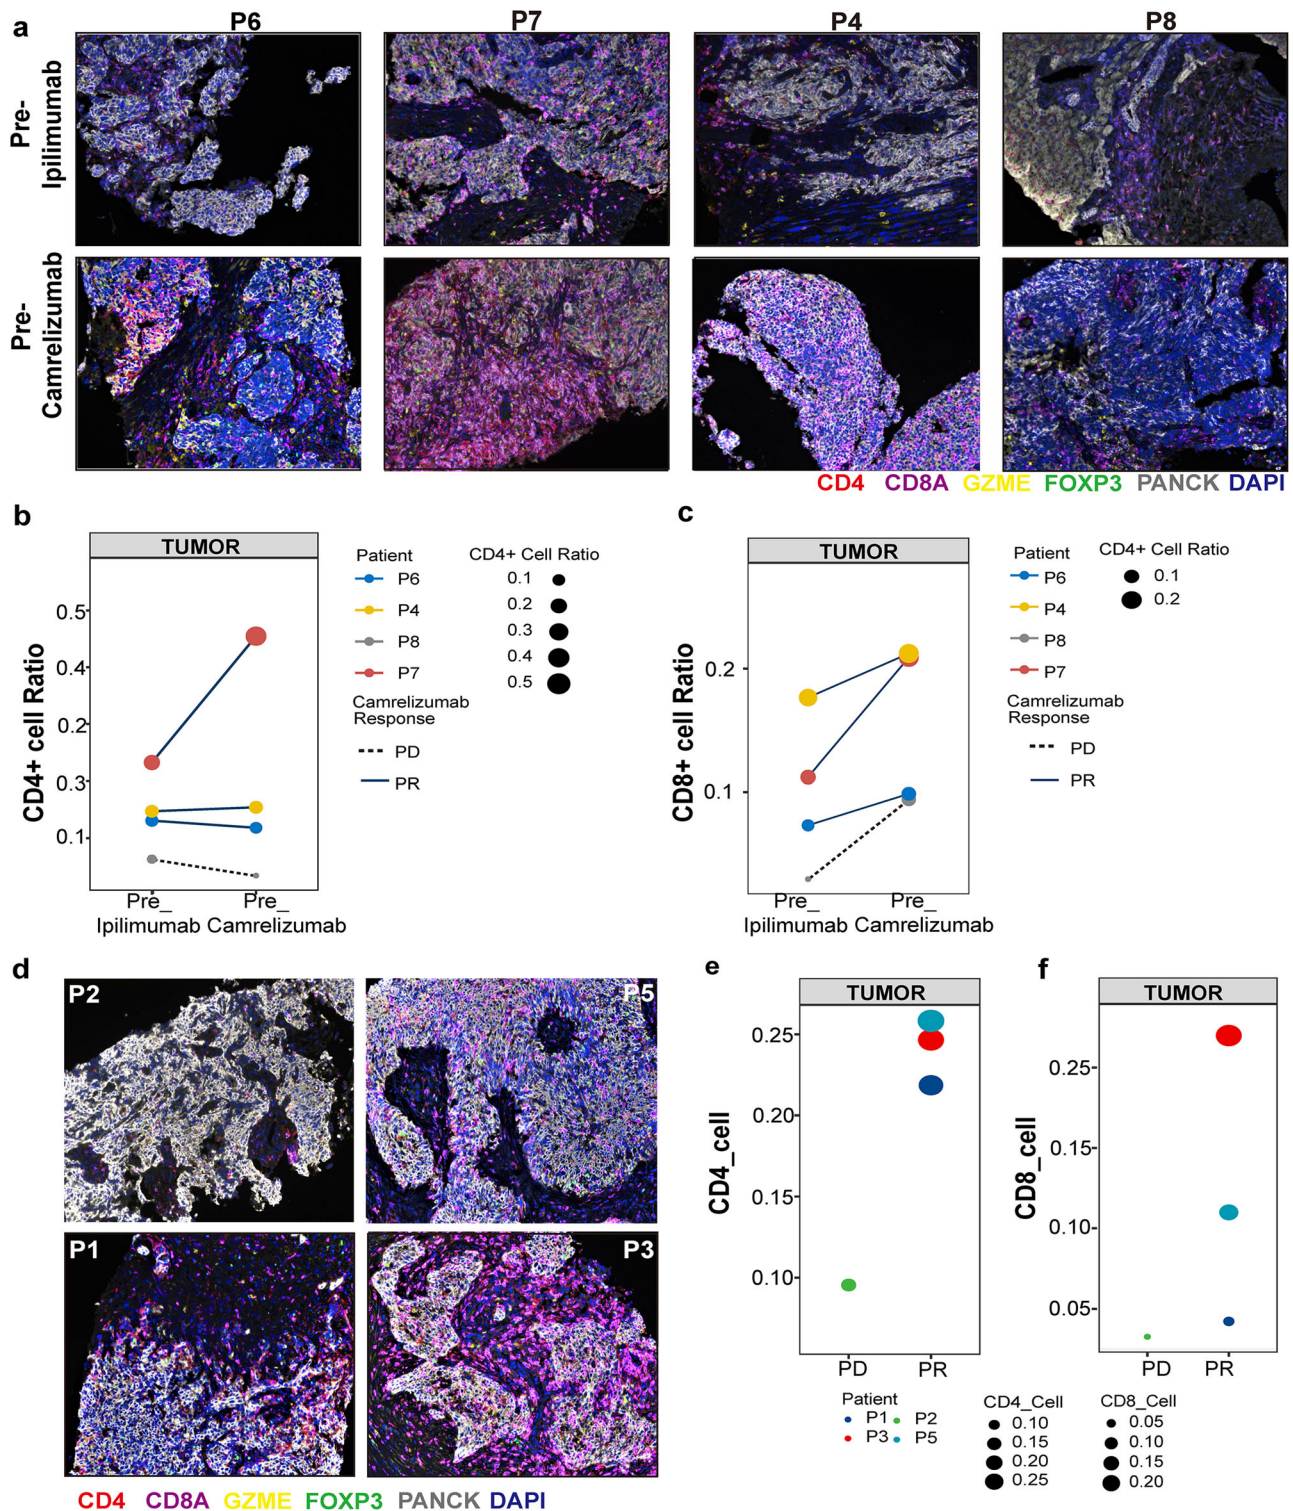 a
P6 P7 P4 P8
Pre-
Ipilimumab
Pre-
Camrelizumab
CD4 CD8A GZME FOXP3 PANCK DAPI
b
TUMOR
CD4+ cell Ratio
0.5
0.4
0.2
0.3
0.1
Pre_
Ipilimumab
Pre_
Camrelizumab
Patient
P6
P4
P8
P7
Camrelizumab
Response
PD
PR
CD4+ Cell Ratio
0.1
0.2
0.3
0.4
0.5
c
TUMOR
CD8+ cell Ratio
0.2
0.1
Pre_
Ipilimumab
Pre_
Camrelizumab
Patient
P6
P4
P8
P7
Camrelizumab
Response
PD
PR
CD4+ Cell Ratio
0.1
0.2
d
P2
P5
P1
P3
CD4 CD8A GZME FOXP3 PANCK DAPI
e
TUMOR
CD4_cell
0.25
0.20
0.15
0.10
PD PR
f
TUMOR
CD8_cell
0.25
0.15
0.10
0.05
PD PR
Patient
P1 P2
P3 P5
CD4_Cell
0.10
0.15
0.20
0.25
CD8_Cell
0.05
0.10
0.15
0.20